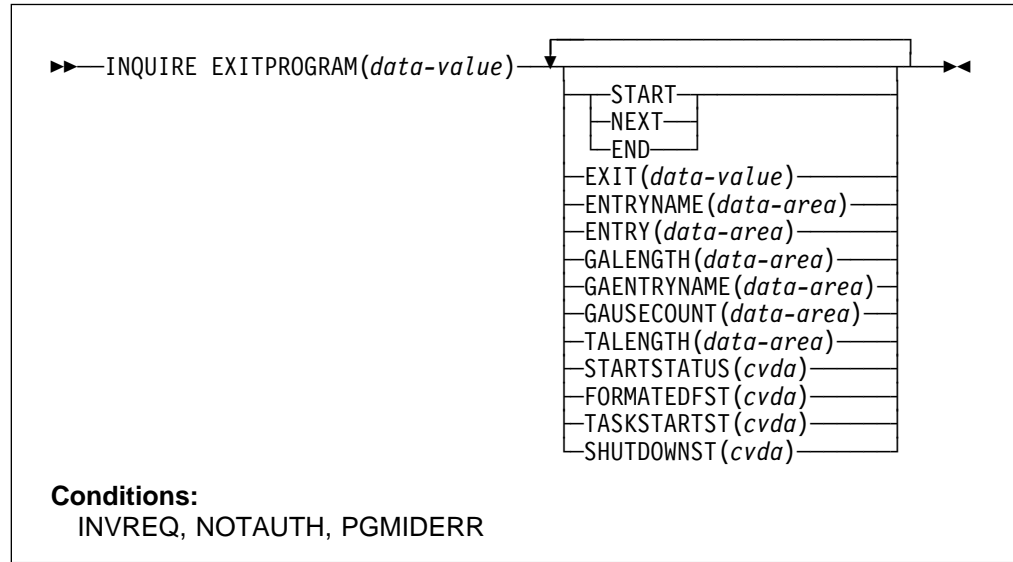 INQUIRE EXITPROGRAM(data-value)
START
NEXT
END
EXIT(data-value)
ENTRYNAME(data-area)
ENTRY(data-area)
GALENGTH(data-area)
GAENTRYNAME(data-area)
GAUSECOUNT(data-area)
TALENGTH(data-area)
STARTSTATUS(cvda)
FORMATEDFST(cvda)
TASKSTARTST(cvda)
SHUTDOWNST(cvda)
Conditions:
INVREQ, NOTAUTH, PGMIDERR